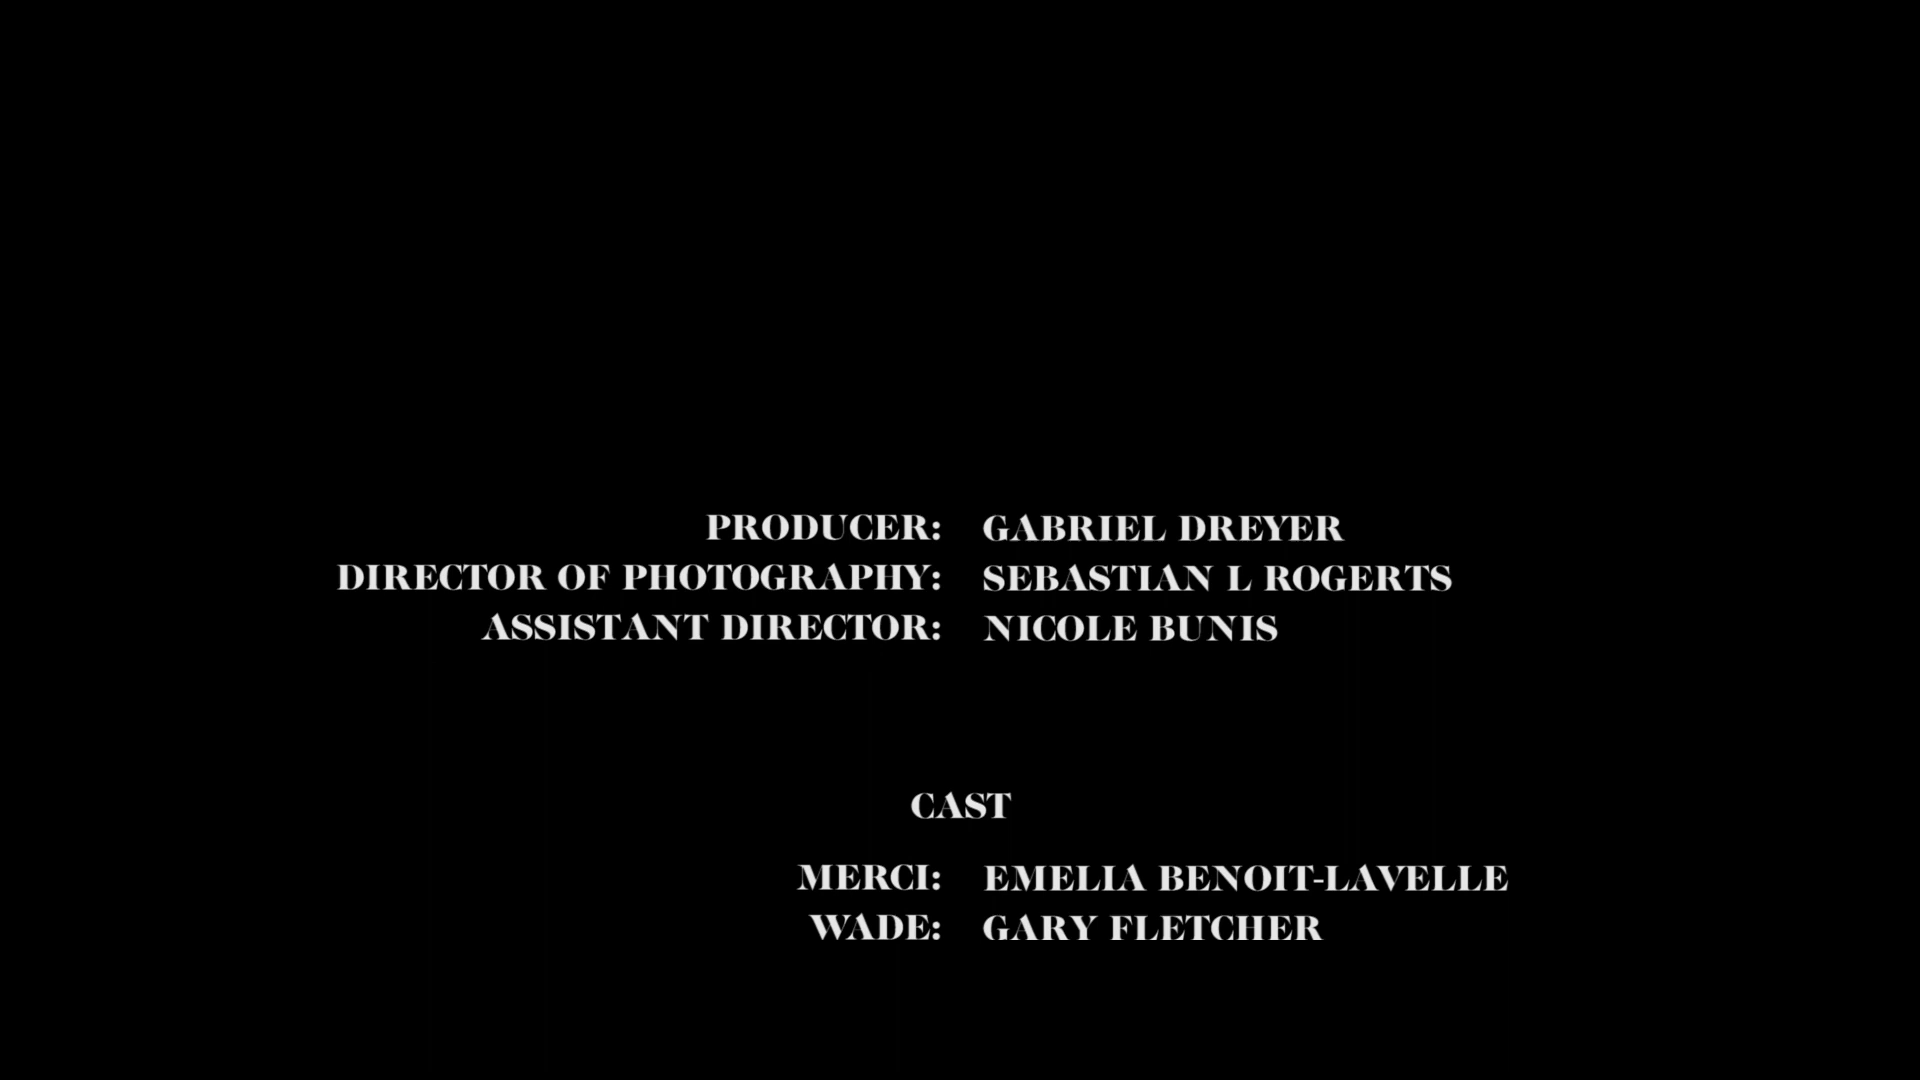 PRODUCER: GABRIEL DREYER
DIRECTOR OF PHOTOGRAPHY: SEBASTIAN L ROGERTS
ASSISTANT DIRECTOR: NICOLE BUNIS
CAST
MERCI: EMELIA BENOIT-LAVELLE
WADE: GARY FLETCHER